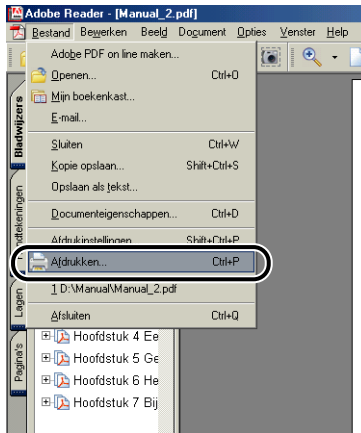 Adobe Reader - [Manual_2.pdf]
Bestand Bewerken Beeld Document Opties Venster Help
Adobe PDF on line maken...
Openen... Ctrl+O
Mijn boekenkast...
E-mail...
Sluiten Ctrl+W
Kopie opslaan... Shift+Ctrl+S
Opslaan als tekst...
Documenteigenschappen... Ctrl+D
Afdrukinstellingen Shift+Ctrl+P
Afdrukken... Ctrl+P
1 D:\Manual\Manual_2.pdf
Afsluiten Ctrl+Q
Bladwijzers
Lagen
Pagina's
Hoofdstuk 4 Ee
Hoofdstuk 5 Ge
Hoofdstuk 6 He
Hoofdstuk 7 Bij